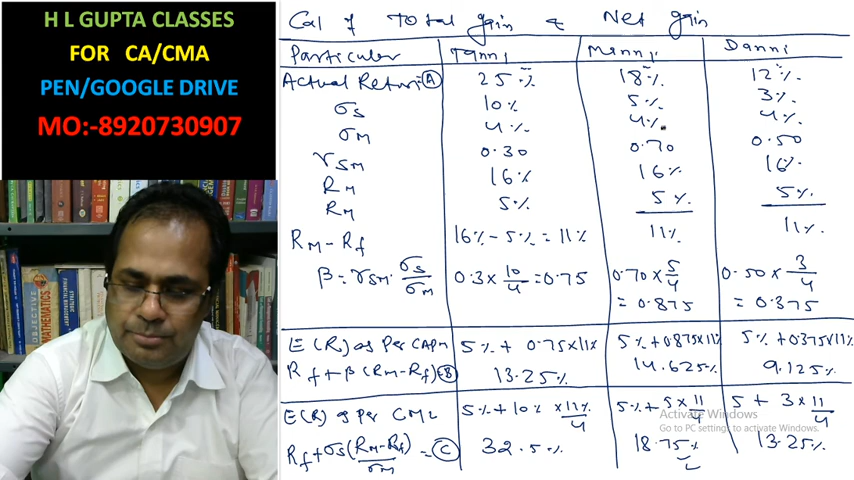 H L GUPTA CLASSES
FOR CA/CMA
PEN/GOOGLE DRIVE
MO:-8920730907
Cal of Total gain & Net gain
Particular Tanni Manni Danni
Actual Return (A) 25% 18% 12%
σs 10% 5% 3%
σM 4% 4% 4%
rSM 0.30 0.70 0.50
RM 16% 16% 16%
RM 5% 5% 5%
RM - Rf 16% - 5% = 11% 11% 11%
β = rSM · σs/σM 0.3 × 10/4 = 0.75 0.70 × 5/4 = 0.875 0.50 × 3/4 = 0.375
E(R) as Per CAPM 5% + 0.75×11% 5% + 0.875×11% 5% + 0.375×11%
Rf + β(RM - Rf) = (B) 13.25% 14.625% 9.125%
E(R) as per CML 5% + 10% × 11%/4 5% + 5 × 11/4 5 + 3 × 11/4
Rf + σs(RM - Rf)/σM = (C) 32.5% 18.75% 13.25%
Activate Windows
Go to PC settings to activate Windows.
OBJECTIVE
FINANCIAL MANAGEMENT